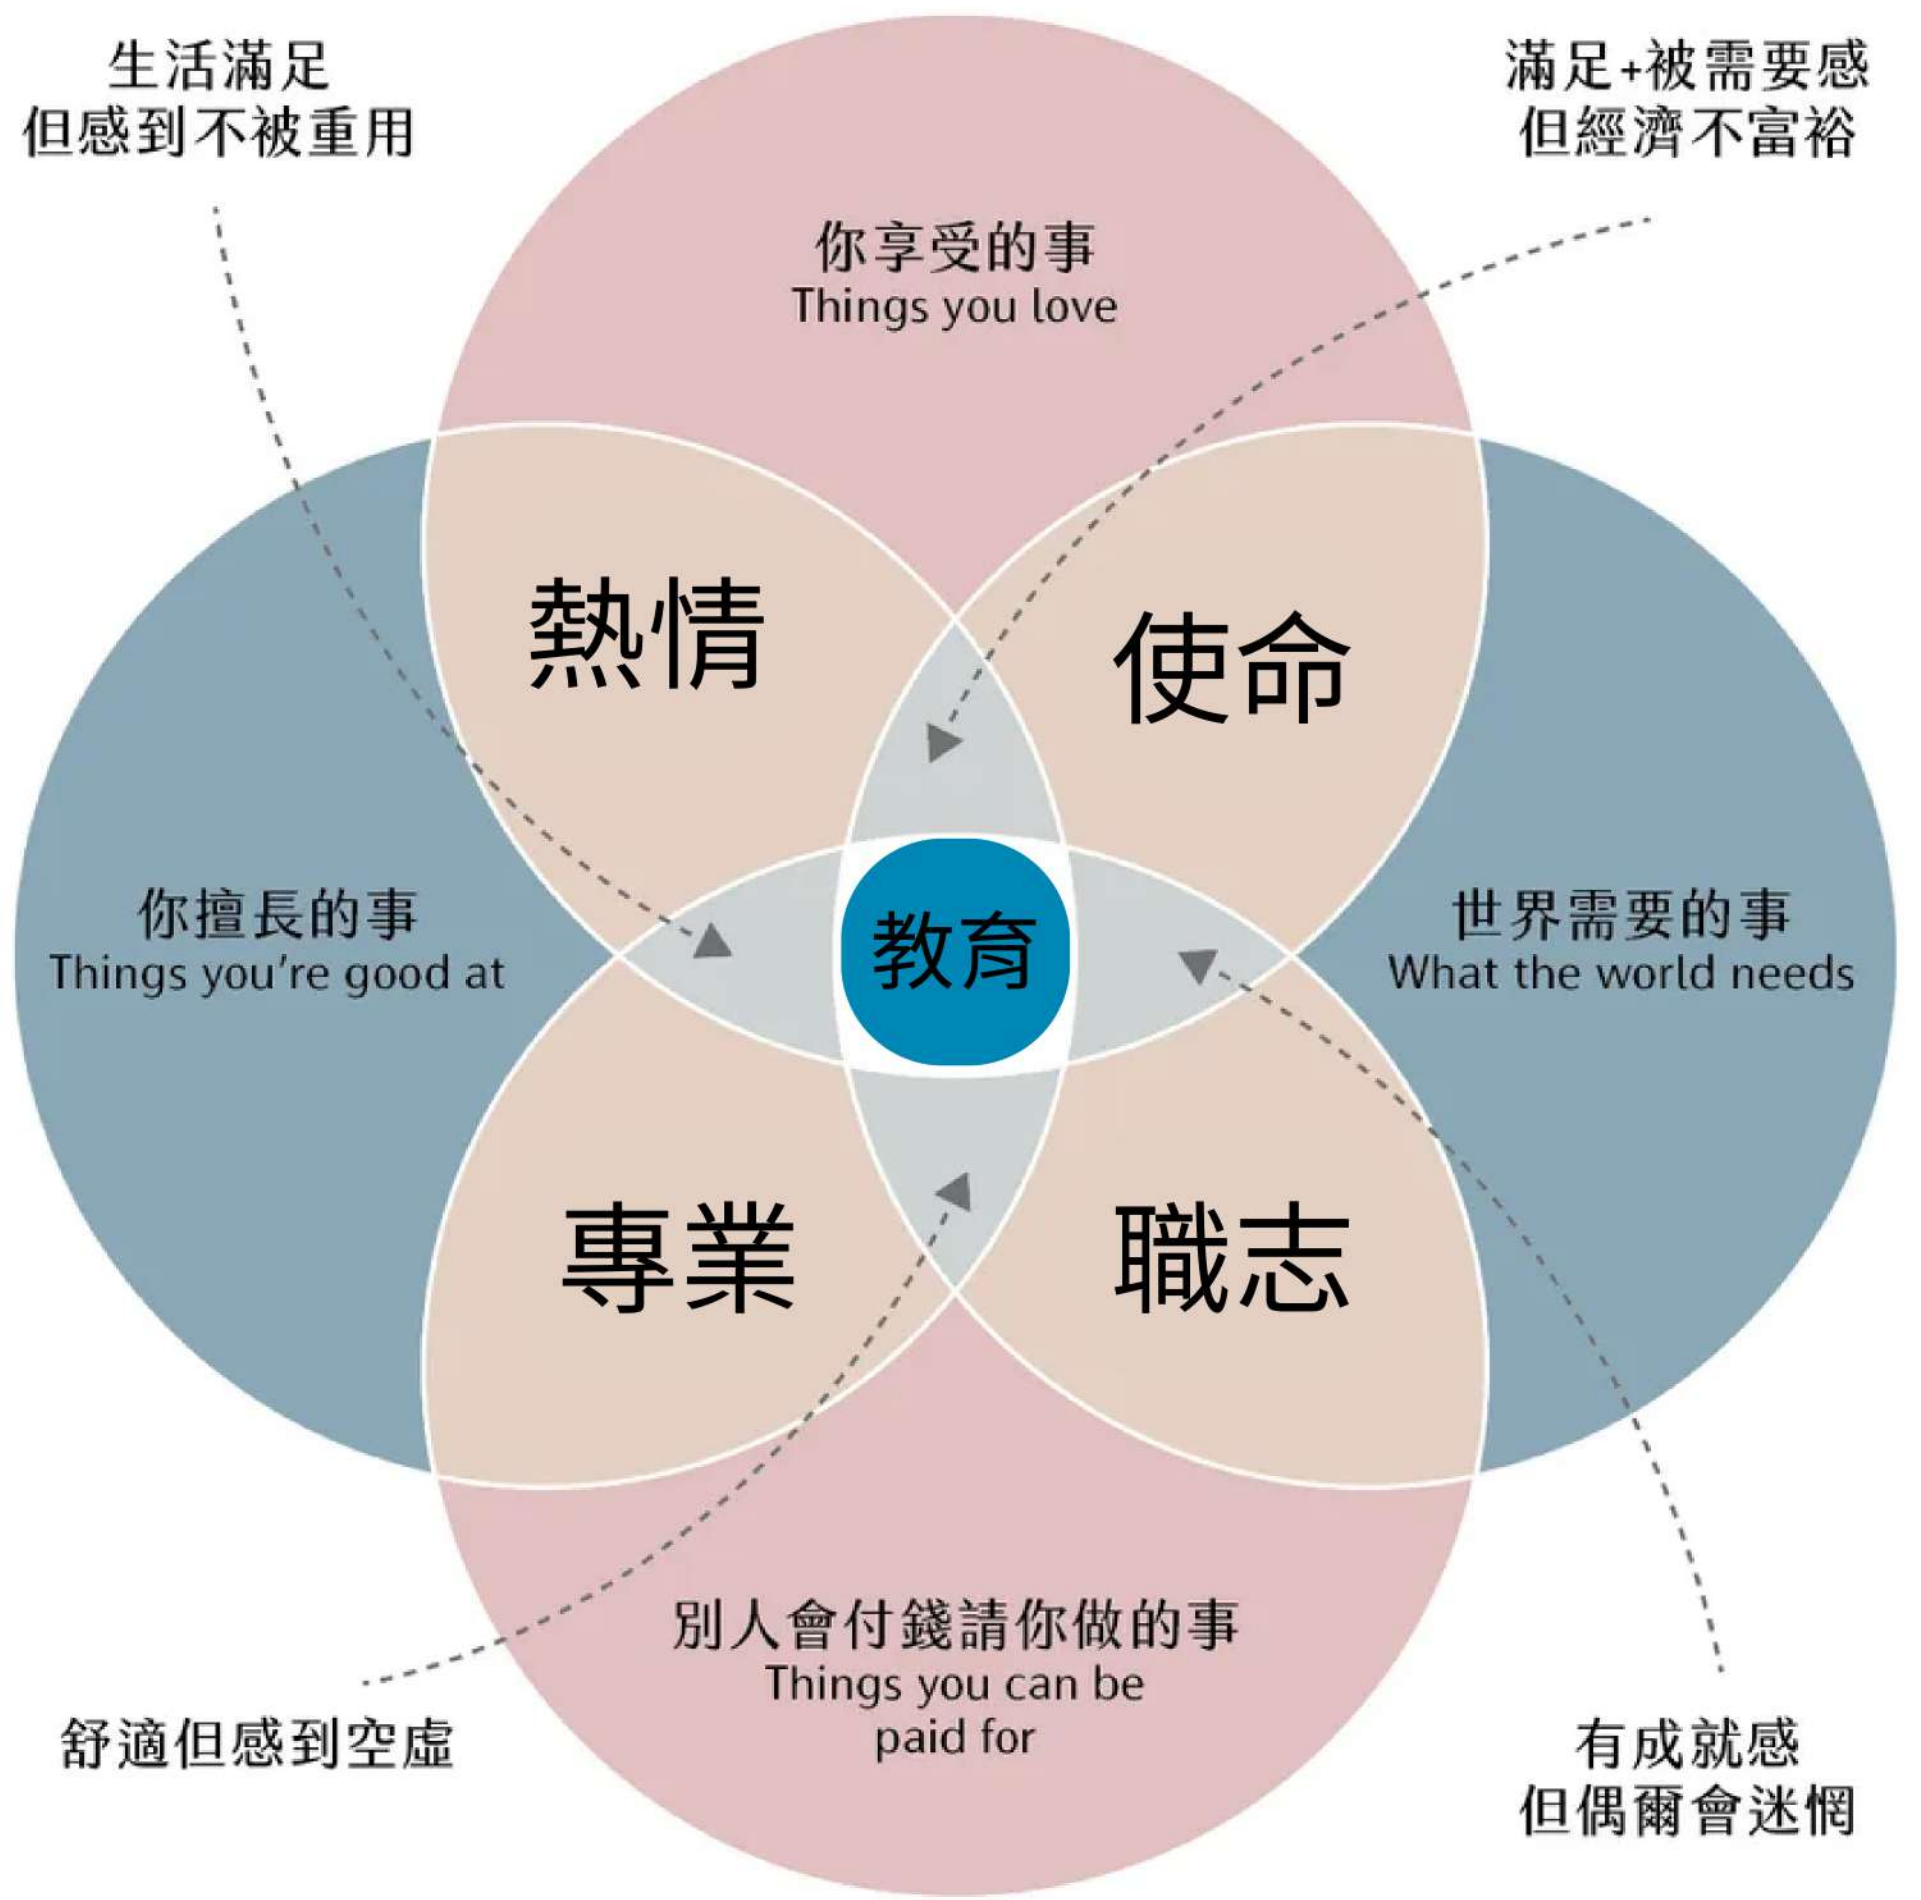 生活滿足
但感到不被重用
滿足+被需要感
但經濟不富裕
你享受的事
Things you love
熱情
使命
你擅長的事
Things you're good at
教育
世界需要的事
What the world needs
專業
職志
別人會付錢請你做的事
Things you can be
paid for
舒適但感到空虛
有成就感
但偶爾會迷惘